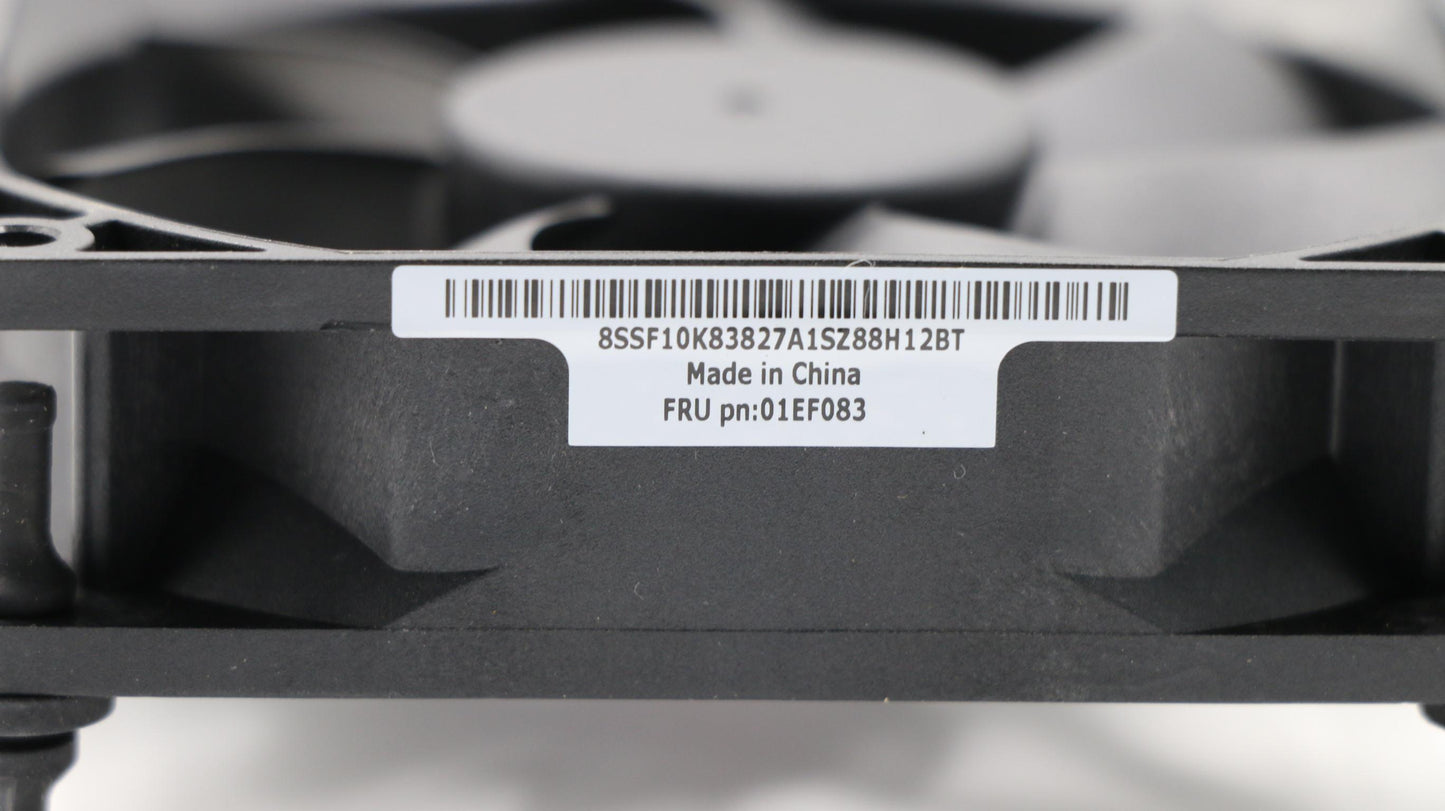 8SSF10K83827A1SZ88H12BT
Made in China
FRU pn:01EF083